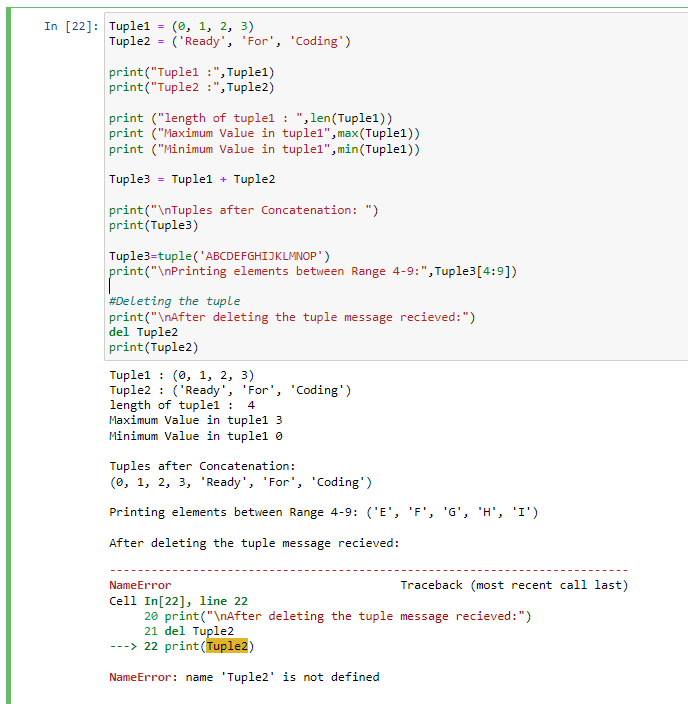 In [22]: Tuple1 = (0, 1, 2, 3)
Tuple2 = ('Ready', 'For', 'Coding')
print("Tuple1 :",Tuple1)
print("Tuple2 :",Tuple2)
print ("length of tuple1 : ",len(Tuple1))
print ("Maximum Value in tuple1",max(Tuple1))
print ("Minimum Value in tuple1",min(Tuple1))
Tuple3 = Tuple1 + Tuple2
print("\nTuples after Concatenation: ")
print(Tuple3)
Tuple3=tuple('ABCDEFGHIJKLMNOP')
print("\nPrinting elements between Range 4-9:",Tuple3[4:9])
#Deleting the tuple
print("\nAfter deleting the tuple message recieved:")
del Tuple2
print(Tuple2)
Tuple1 : (0, 1, 2, 3)
Tuple2 : ('Ready', 'For', 'Coding')
length of tuple1 :  4
Maximum Value in tuple1 3
Minimum Value in tuple1 0
Tuples after Concatenation:
(0, 1, 2, 3, 'Ready', 'For', 'Coding')
Printing elements between Range 4-9: ('E', 'F', 'G', 'H', 'I')
After deleting the tuple message recieved:
---------------------------------------------------------------------------
NameError                                 Traceback (most recent call last)
Cell In[22], line 22
     20 print("\nAfter deleting the tuple message recieved:")
     21 del Tuple2
---> 22 print(Tuple2)
NameError: name 'Tuple2' is not defined